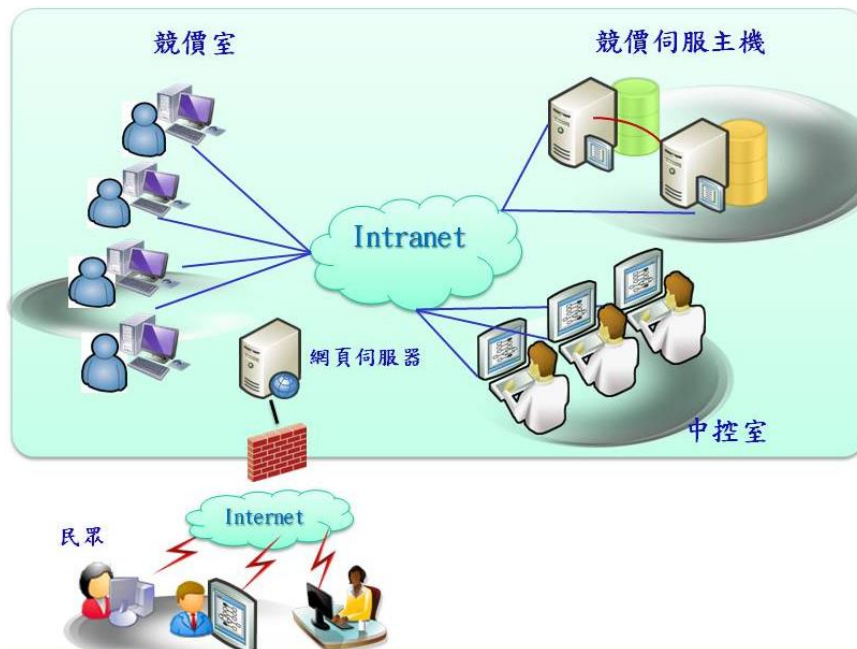 競價室
競價伺服主機
Intranet
網頁伺服器
中控室
Internet
民眾